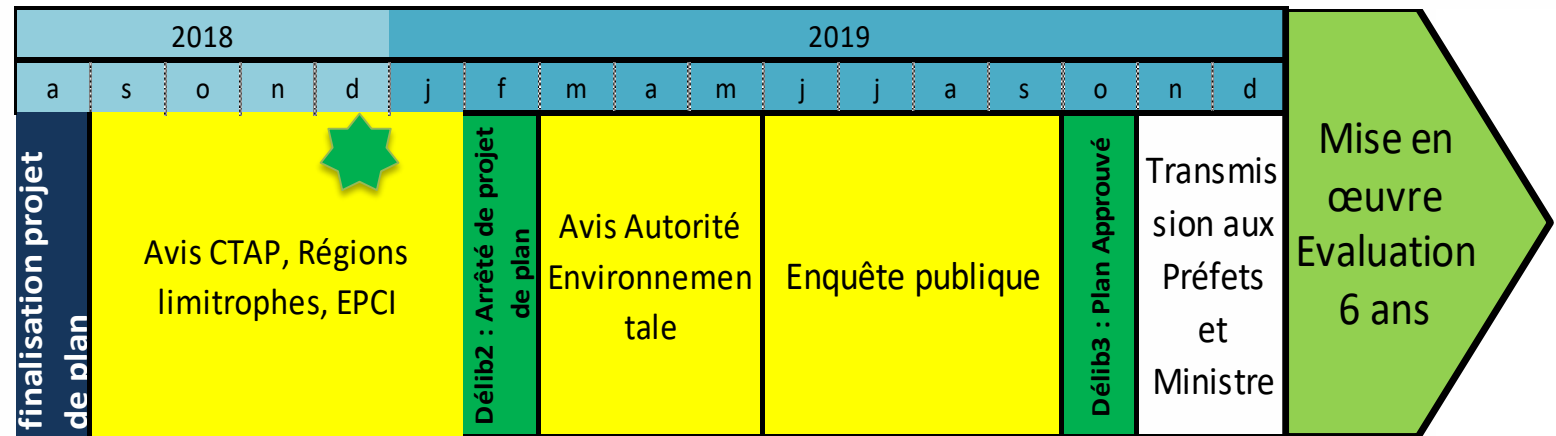 2018 2019
a s o n d j f m a m j j a s o n d
finalisation projet
de plan
Avis CTAP, Régions
limitrophes, EPCI
Délib2 : Arrêté de projet
de plan
Avis Autorité
Environnemen
tale
Enquête publique
Délib3 : Plan Approuvé
Transmis
sion aux
Préfets
et
Ministre
Mise en
œuvre
Evaluation
6 ans